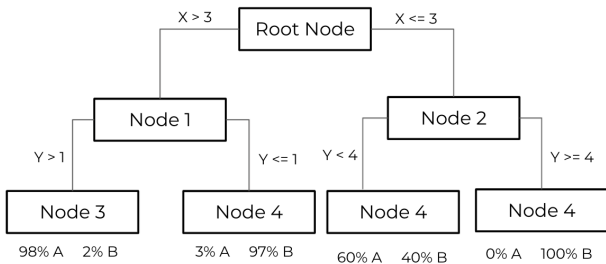 X > 3
Root Node
X <= 3
Node 1
Node 2
Y > 1
Y <= 1
Y < 4
Y >= 4
Node 3
Node 4
Node 4
Node 4
98% A 2% B
3% A 97% B
60% A 40% B
0% A 100% B